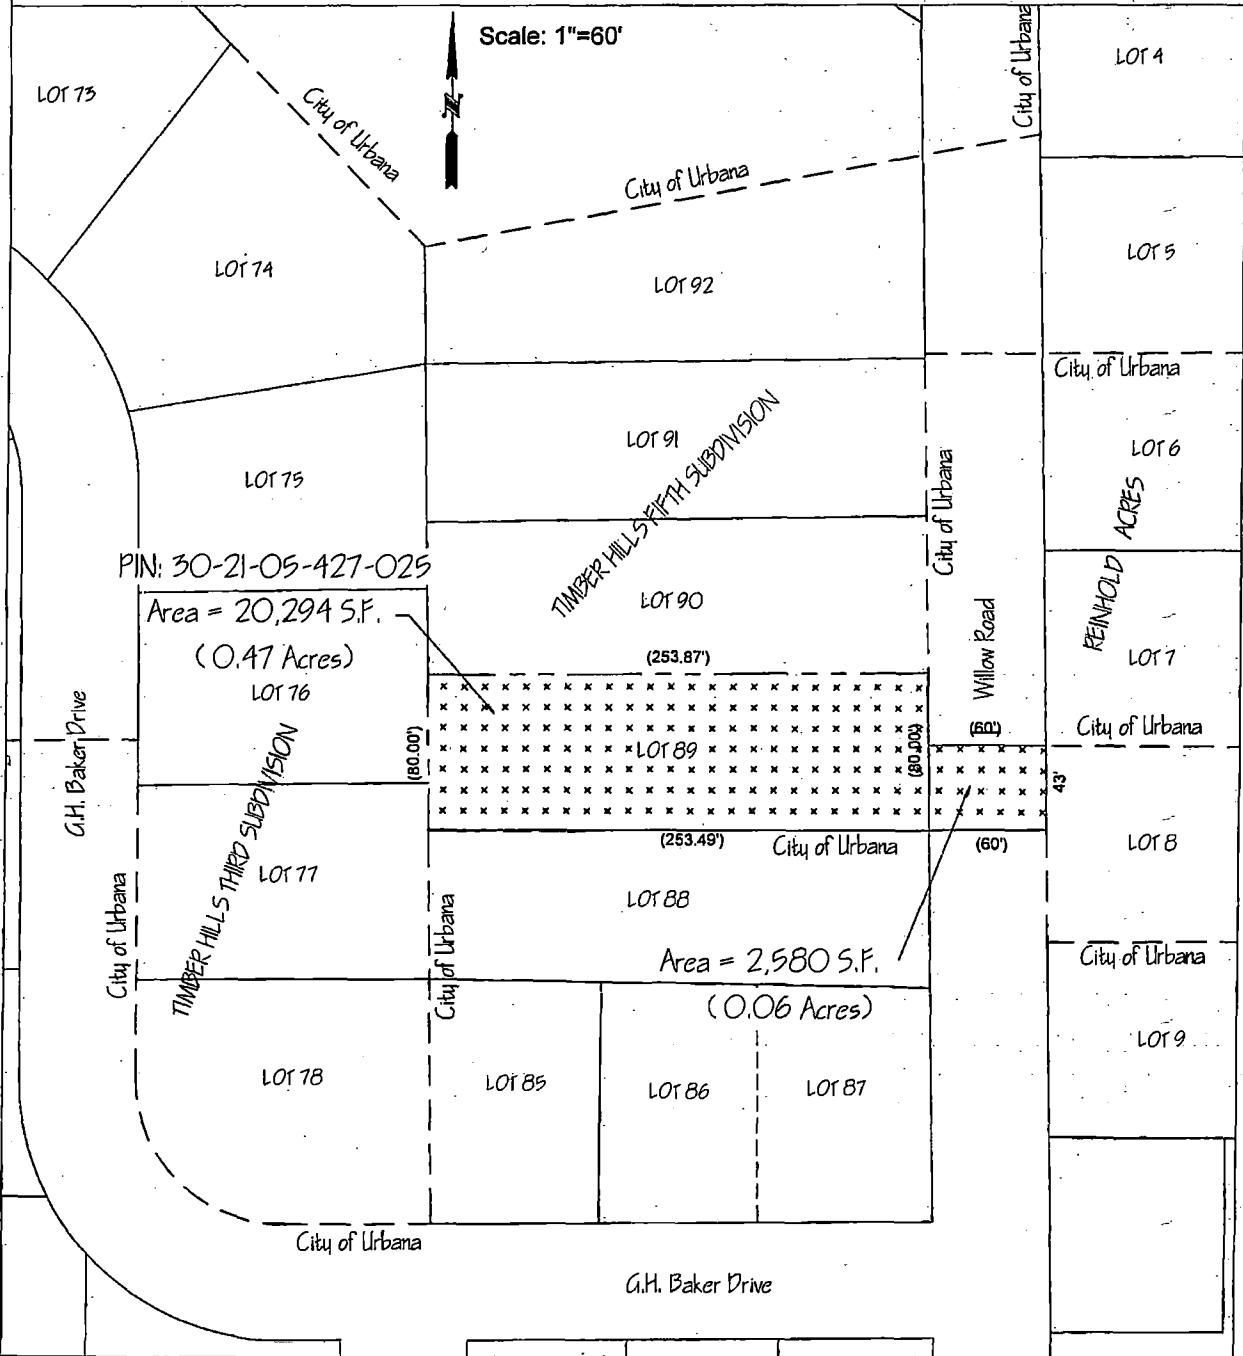 Scale: 1"=60'
N
City of Urbana
LOT 4
LOT 73
City of Urbana
City of Urbana
LOT 5
LOT 74
LOT 92
City of Urbana
LOT 91
LOT 6
LOT 75
TIMBER HILLS FIFTH SUBDIVISION
City of Urbana
REINHOLD ACRES
PIN: 30-21-05-427-025
Area = 20,294 S.F.
(0.47 Acres)
LOT 90
LOT 76
(253.87')
Willow Road
LOT 7
G.H. Baker Drive
(80.00')
LOT 89
(80.00')
(60')
City of Urbana
43'
TIMBER HILLS THIRD SUBDIVISION
(253.49')
City of Urbana
(60')
LOT 8
LOT 77
LOT 88
City of Urbana
City of Urbana
Area = 2,580 S.F.
(0.06 Acres)
City of Urbana
LOT 9
LOT 78
LOT 85
LOT 86
LOT 87
City of Urbana
G.H. Baker Drive